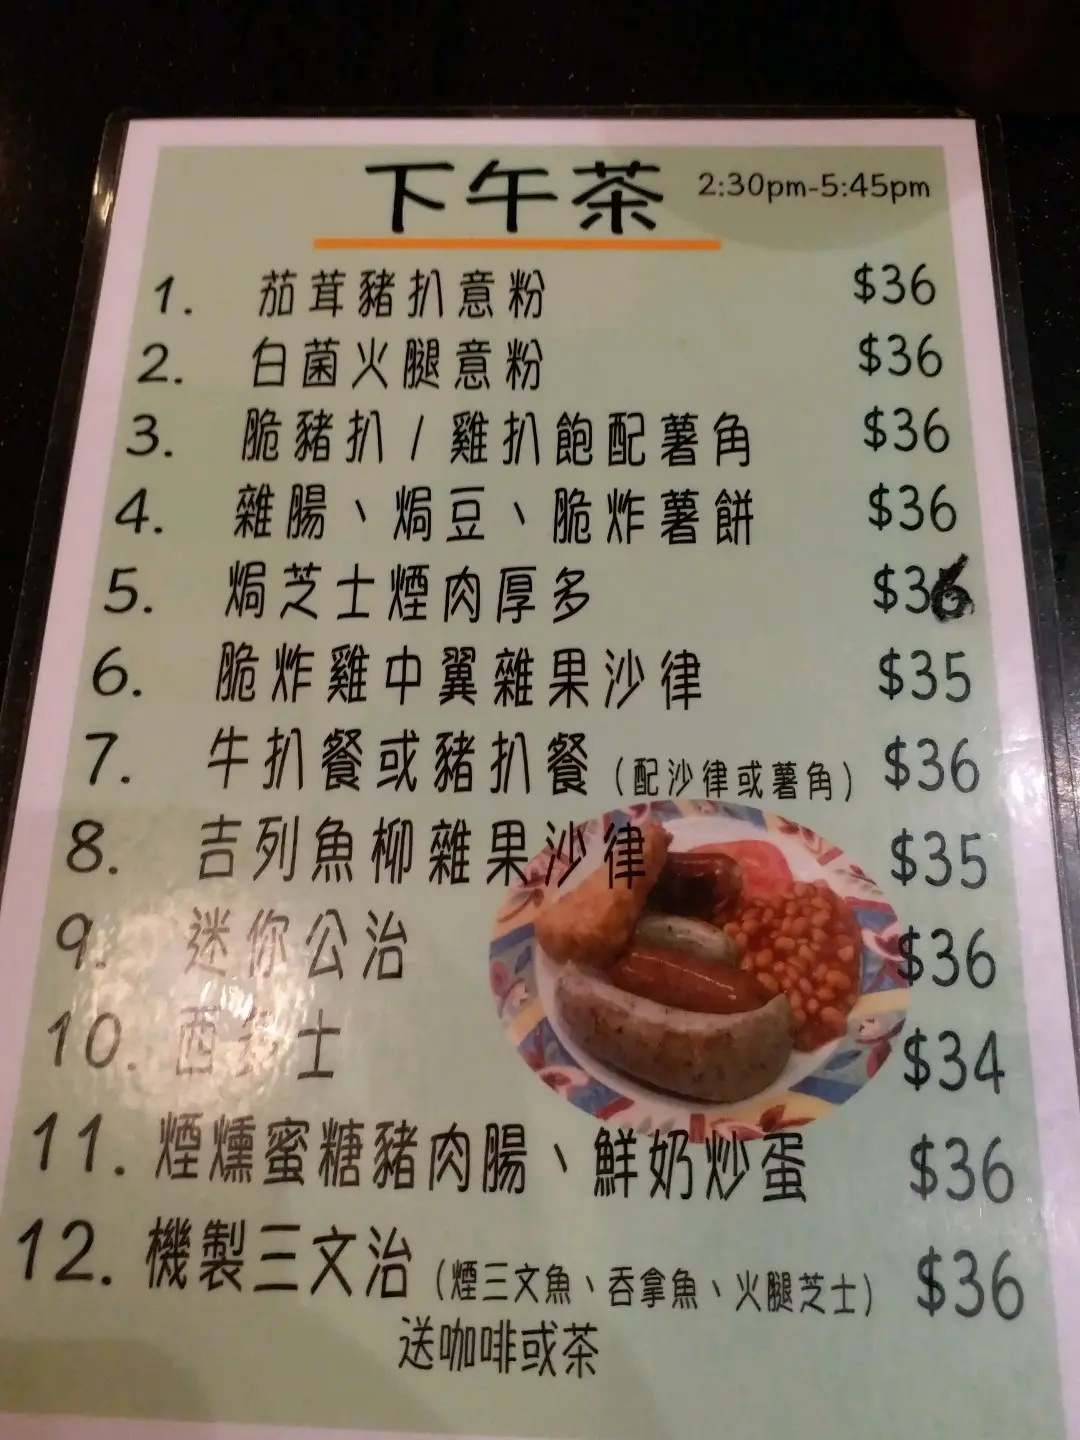 下午茶 2:30pm-5:45pm
1. 茄茸豬扒意粉 $36
2. 白菌火腿意粉 $36
3. 脆豬扒/雞扒飽配薯角 $36
4. 雜腸、焗豆、脆炸薯餅 $36
5. 焗芝士煙肉厚多 $36
6. 脆炸雞中翼雜果沙律 $35
7. 牛扒餐或豬扒餐(配沙律或薯角) $36
8. 吉列魚柳雜果沙律 $35
9. 迷你公治 $36
10. 西多士 $34
11. 煙燻蜜糖豬肉腸、鮮奶炒蛋 $36
12. 機製三文治(煙三文魚、吞拿魚、火腿芝士) $36
送咖啡或茶